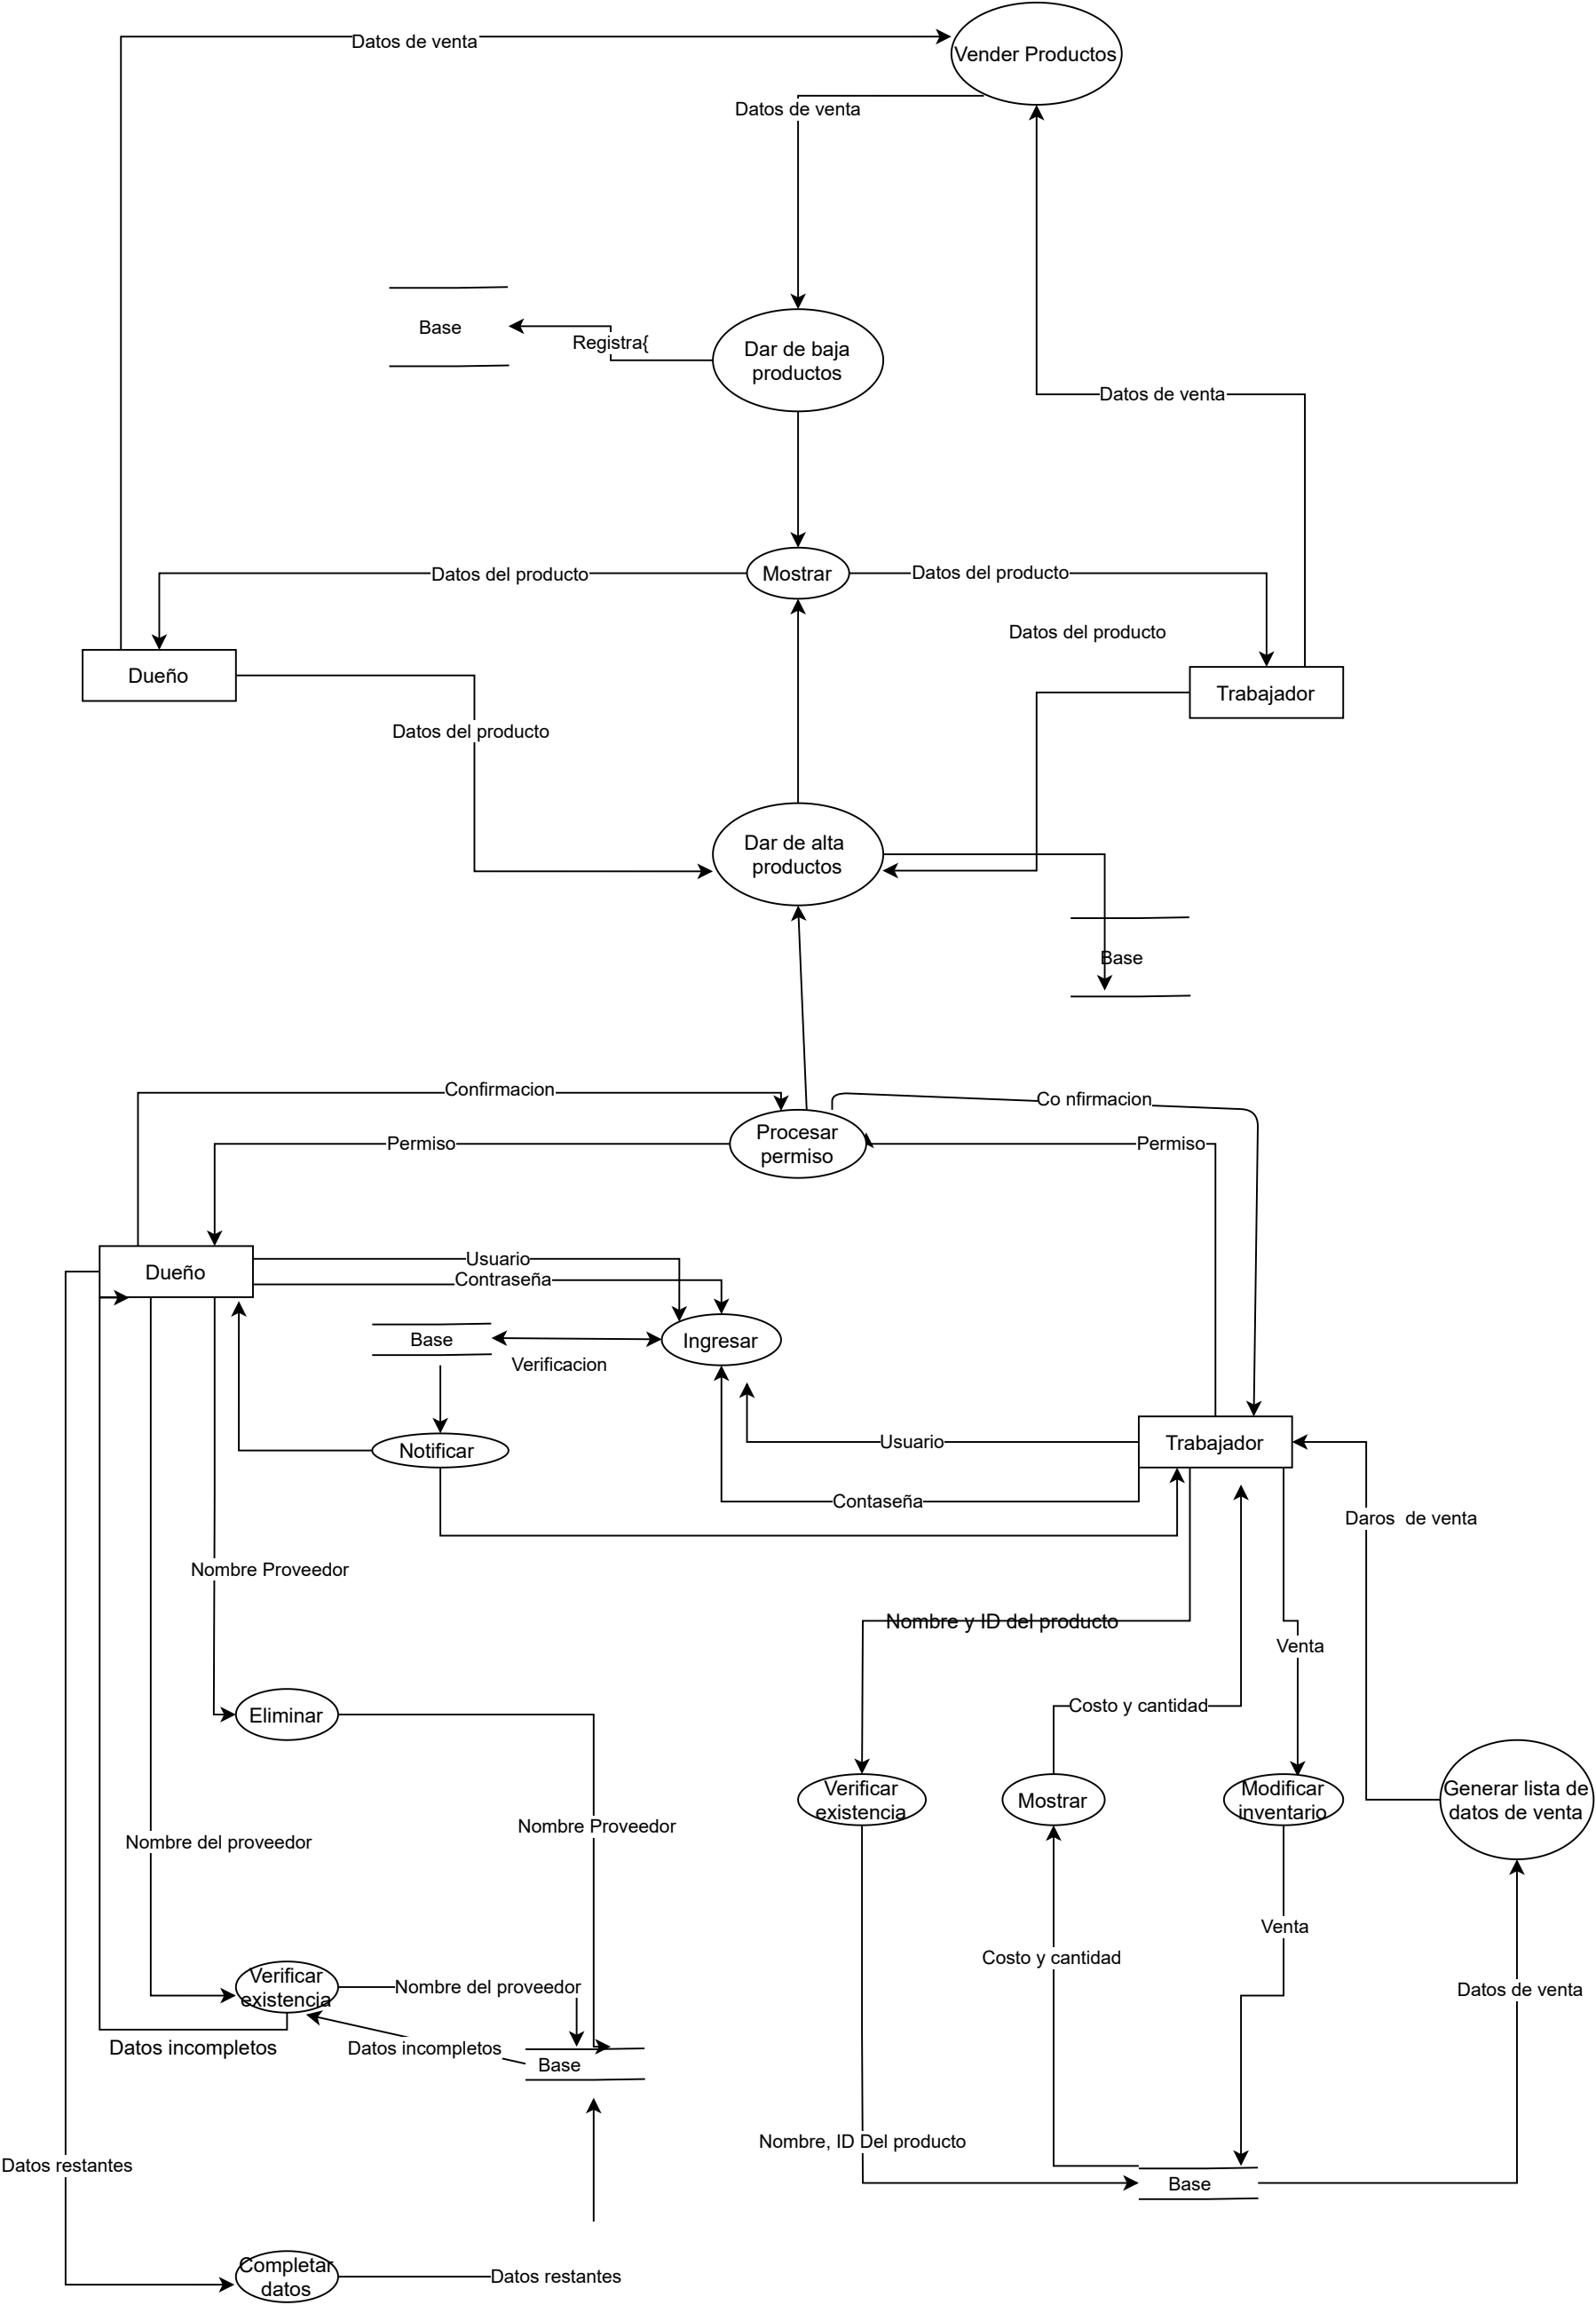 Vender Productos
Datos de venta
Datos de venta
Base
Registra{
Dar de baja
productos
Datos de venta
Datos del producto
Mostrar
Datos del producto
Datos del producto
Dueño
Trabajador
Datos del producto
Dar de alta
productos
Base
Confirmacion
Co nfirmacion
Procesar
permiso
Permiso
Permiso
Dueño
Usuario
Contraseña
Base
Ingresar
Verificacion
Notificar
Usuario
Trabajador
Contaseña
Daros  de venta
Nombre Proveedor
Nombre y ID del producto
Venta
Eliminar
Costo y cantidad
Verificar
existencia
Mostrar
Modificar
inventario
Generar lista de
datos de venta
Nombre Proveedor
Nombre del proveedor
Venta
Costo y cantidad
Verificar
existencia
Nombre del proveedor
Datos de venta
Datos incompletos
Datos incompletos
Base
Nombre, ID Del producto
Datos restantes
Base
Completar
datos
Datos restantes